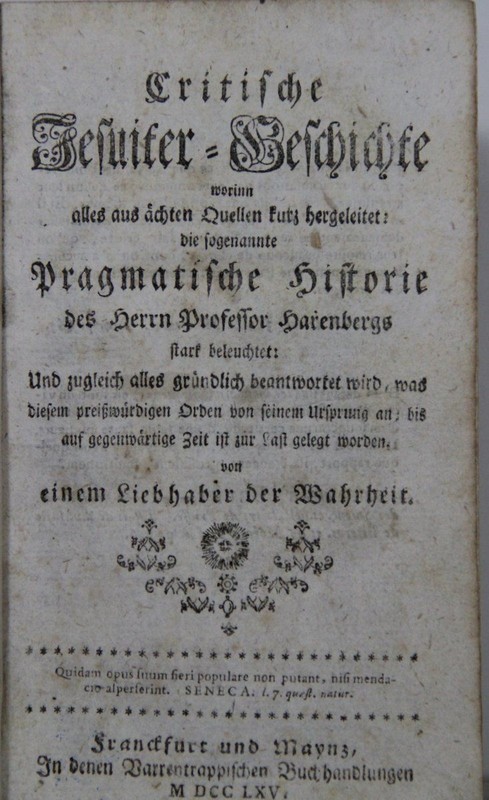 Critiſche
Jeſuiter-Geſchichte
worinn
alles aus ächten Quellen kurz hergeleitet:
die ſogenannte
Pragmatiſche Hiſtorie
des Herrn Profeſſor Harenbergs
ſtark beleuchtet:
Und zugleich alles gründlich beantwortet wird, was
dieſem preißwürdigen Orden von ſeinem Urſprung an, bis
auf gegenwärtige Zeit iſt zur Laſt gelegt worden.
von
einem Liebhaber der Wahrheit.
Quidam opus ſuum fieri populare non putant, niſi menda-
cio aſperſerint. SENECA. l. 7. quæſt. natur.
Franckfurt und Maynz,
In denen Varrentrappiſchen Buchhandlungen
M DCC LXV.